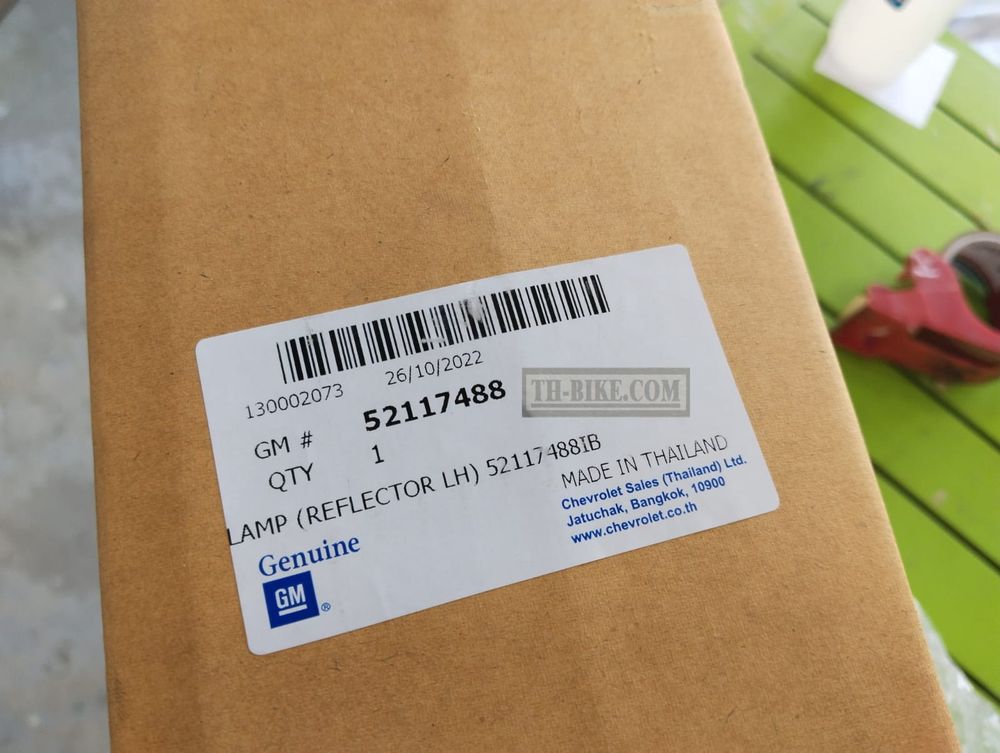 130002073 26/10/2022
GM # 52117488
QTY 1
TH-BIKE.COM
LAMP (REFLECTOR LH) 52117488IB
MADE IN THAILAND
Chevrolet Sales (Thailand) Ltd.
Jatuchak, Bangkok, 10900
www.chevrolet.co.th
Genuine
GM ®